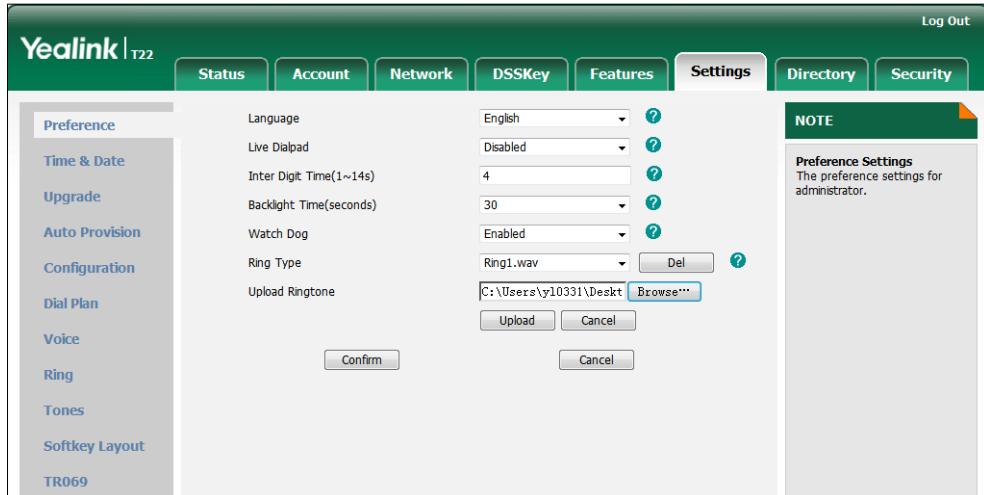 Log Out
Yealink T22
Status Account Network DSSKey Features Settings Directory Security
Preference
Time & Date
Upgrade
Auto Provision
Configuration
Dial Plan
Voice
Ring
Tones
Softkey Layout
TR069
Language English ?
Live Dialpad Disabled ?
Inter Digit Time(1~14s) 4 ?
Backlight Time(seconds) 30 ?
Watch Dog Enabled ?
Ring Type Ring1.wav Del ?
Upload Ringtone C:\Users\yl0331\Deskt Browse…
Upload Cancel
Confirm Cancel
NOTE
Preference Settings
The preference settings for
administrator.